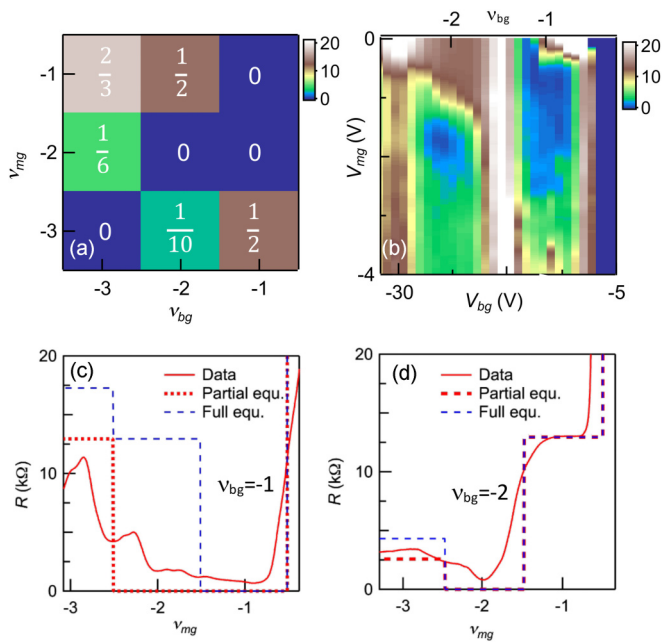 20
10
0
-1
-2
-3
ν_mg
2/3
1/2
0
1/6
0
0
0
1/10
1/2
(a)
-3
-2
-1
ν_bg
ν_bg
-2
-1
20
10
0
0
-4
V_mg (V)
(b)
-30
-5
V_bg (V)
(c)
20
10
0
R (kΩ)
Data
Partial equ.
Full equ.
ν_bg=-1
-3
-2
-1
ν_mg
(d)
20
10
0
R (kΩ)
Data
Partial equ.
Full equ.
ν_bg=-2
-3
-2
-1
ν_mg